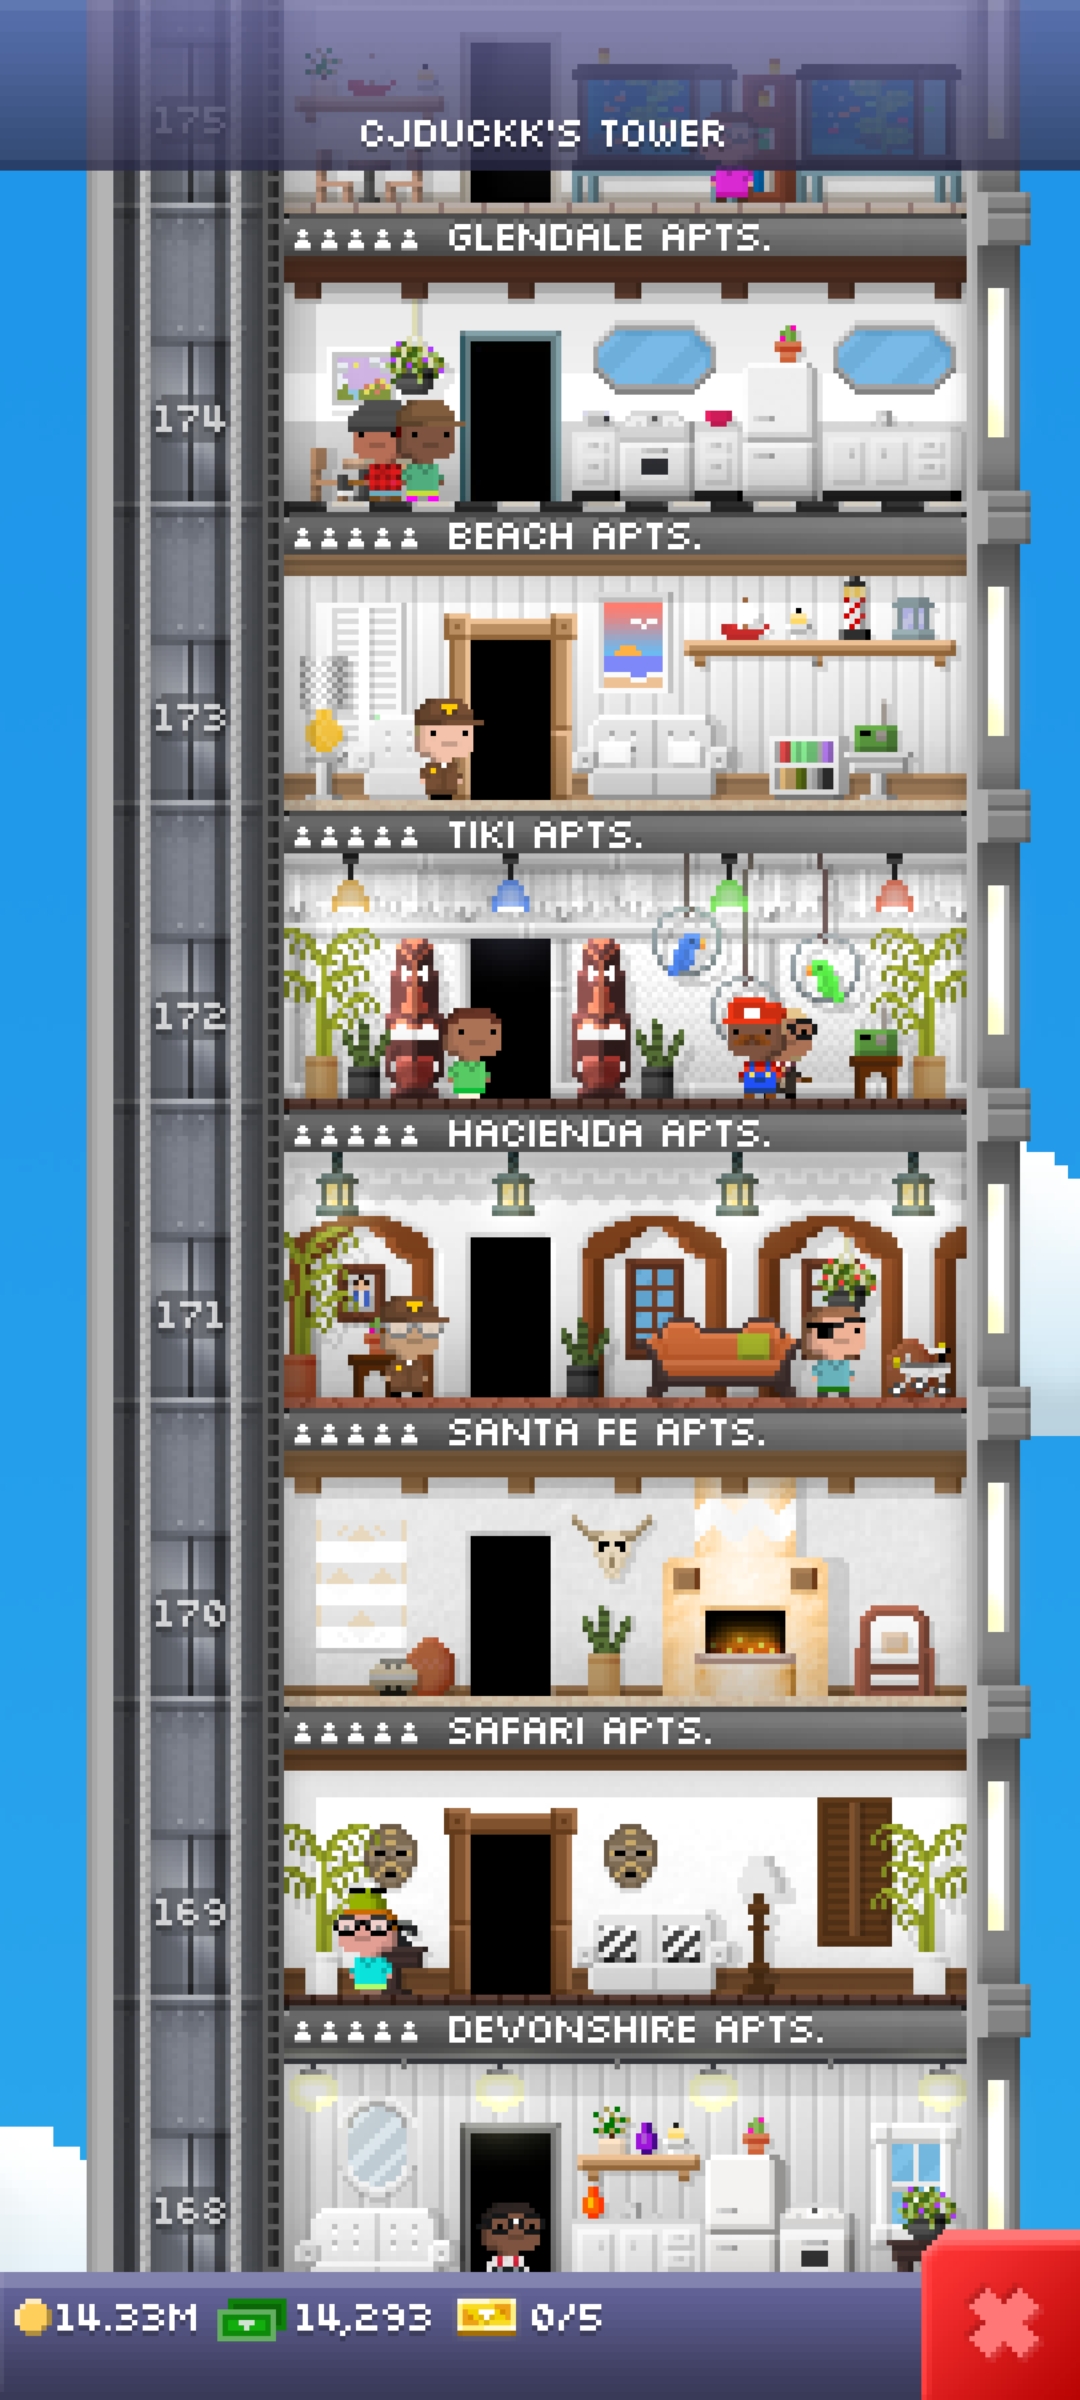 CJDUCKK'S TOWER
175
GLENDALE APTS.
174
BEACH APTS.
173
TIKI APTS.
172
HACIENDA APTS.
171
SANTA FE APTS.
170
SAFARI APTS.
169
DEVONSHIRE APTS.
168
14.33M 14,293 0/5